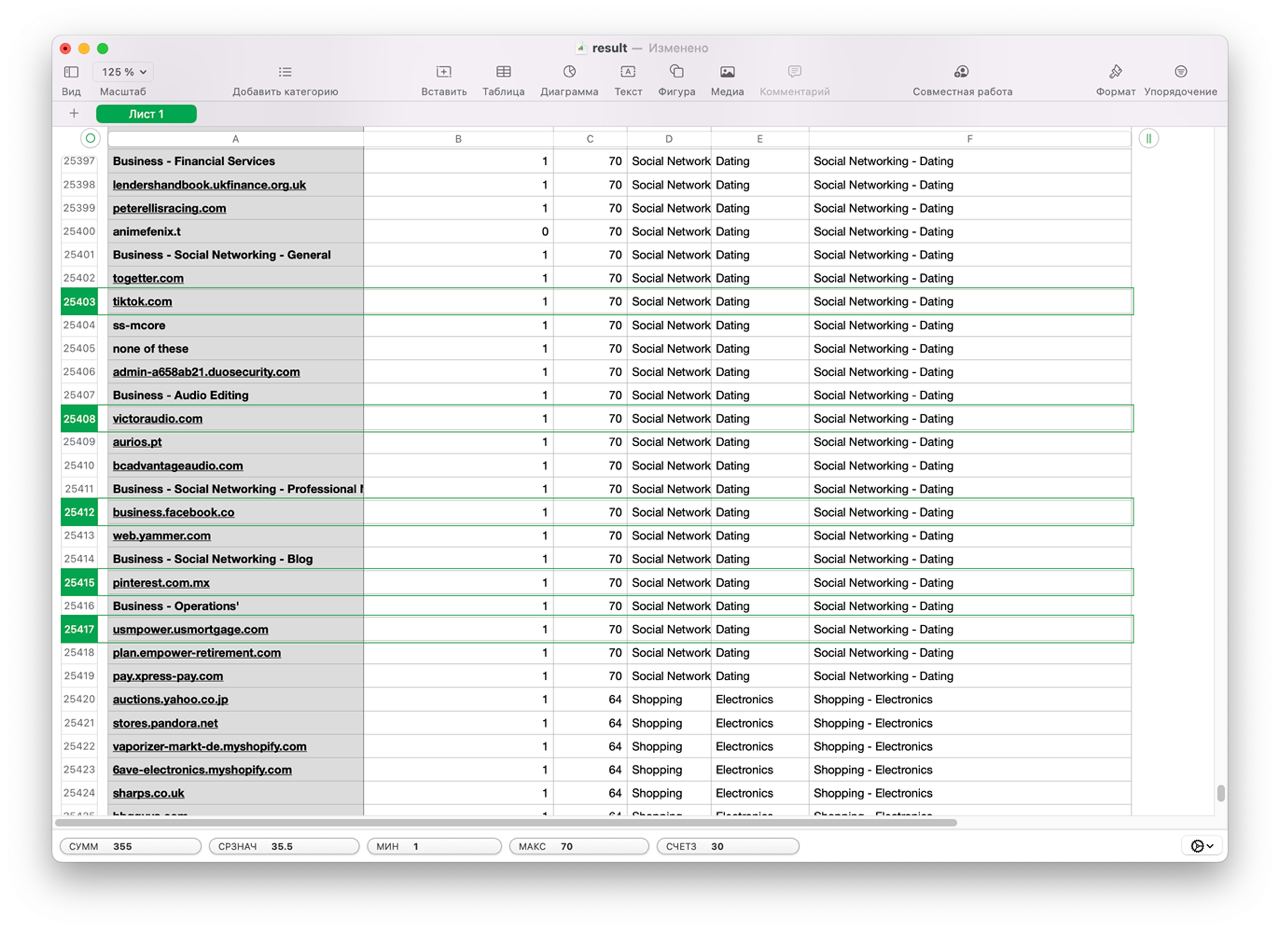 result — Изменено
125 %
Вид Масштаб Добавить категорию Вставить Таблица Диаграмма Текст Фигура Медиа Комментарий Совместная работа Формат Упорядочение
+ Лист 1
A B C D E F
25397 Business - Financial Services 1 70 Social Network Dating Social Networking - Dating
25398 lendershandbook.ukfinance.org.uk 1 70 Social Network Dating Social Networking - Dating
25399 peterellisracing.com 1 70 Social Network Dating Social Networking - Dating
25400 animefenix.t 0 70 Social Network Dating Social Networking - Dating
25401 Business - Social Networking - General 1 70 Social Network Dating Social Networking - Dating
25402 togetter.com 1 70 Social Network Dating Social Networking - Dating
25403 tiktok.com 1 70 Social Network Dating Social Networking - Dating
25404 ss-mcore 1 70 Social Network Dating Social Networking - Dating
25405 none of these 1 70 Social Network Dating Social Networking - Dating
25406 admin-a658ab21.duosecurity.com 1 70 Social Network Dating Social Networking - Dating
25407 Business - Audio Editing 1 70 Social Network Dating Social Networking - Dating
25408 victoraudio.com 1 70 Social Network Dating Social Networking - Dating
25409 aurios.pt 1 70 Social Network Dating Social Networking - Dating
25410 bcadvantageaudio.com 1 70 Social Network Dating Social Networking - Dating
25411 Business - Social Networking - Professional 1 70 Social Network Dating Social Networking - Dating
25412 business.facebook.co 1 70 Social Network Dating Social Networking - Dating
25413 web.yammer.com 1 70 Social Network Dating Social Networking - Dating
25414 Business - Social Networking - Blog 1 70 Social Network Dating Social Networking - Dating
25415 pinterest.com.mx 1 70 Social Network Dating Social Networking - Dating
25416 Business - Operations' 1 70 Social Network Dating Social Networking - Dating
25417 usmpower.usmortgage.com 1 70 Social Network Dating Social Networking - Dating
25418 plan.empower-retirement.com 1 70 Social Network Dating Social Networking - Dating
25419 pay.xpress-pay.com 1 70 Social Network Dating Social Networking - Dating
25420 auctions.yahoo.co.jp 1 64 Shopping Electronics Shopping - Electronics
25421 stores.pandora.net 1 64 Shopping Electronics Shopping - Electronics
25422 vaporizer-markt-de.myshopify.com 1 64 Shopping Electronics Shopping - Electronics
25423 6ave-electronics.myshopify.com 1 64 Shopping Electronics Shopping - Electronics
25424 sharps.co.uk 1 64 Shopping Electronics Shopping - Electronics
СУММ 355 СРЗНАЧ 35.5 МИН 1 МАКС 70 СЧЕТЗ 30